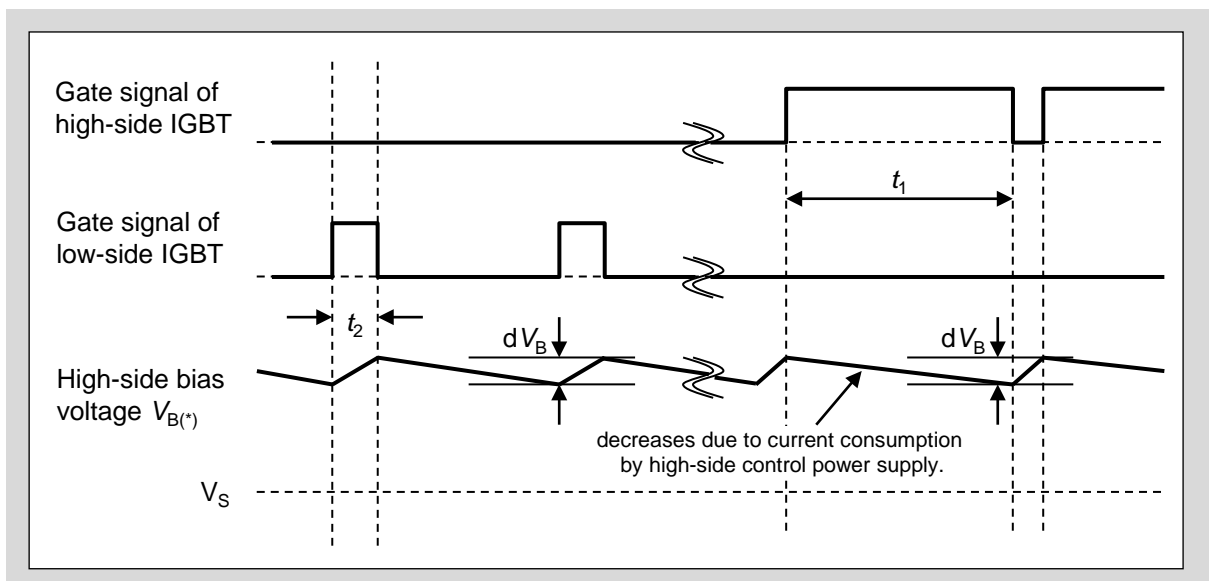 Gate signal of
high-side IGBT
t1
Gate signal of
low-side IGBT
t2
dVB
dVB
High-side bias
voltage VB(*)
decreases due to current consumption
by high-side control power supply.
VS